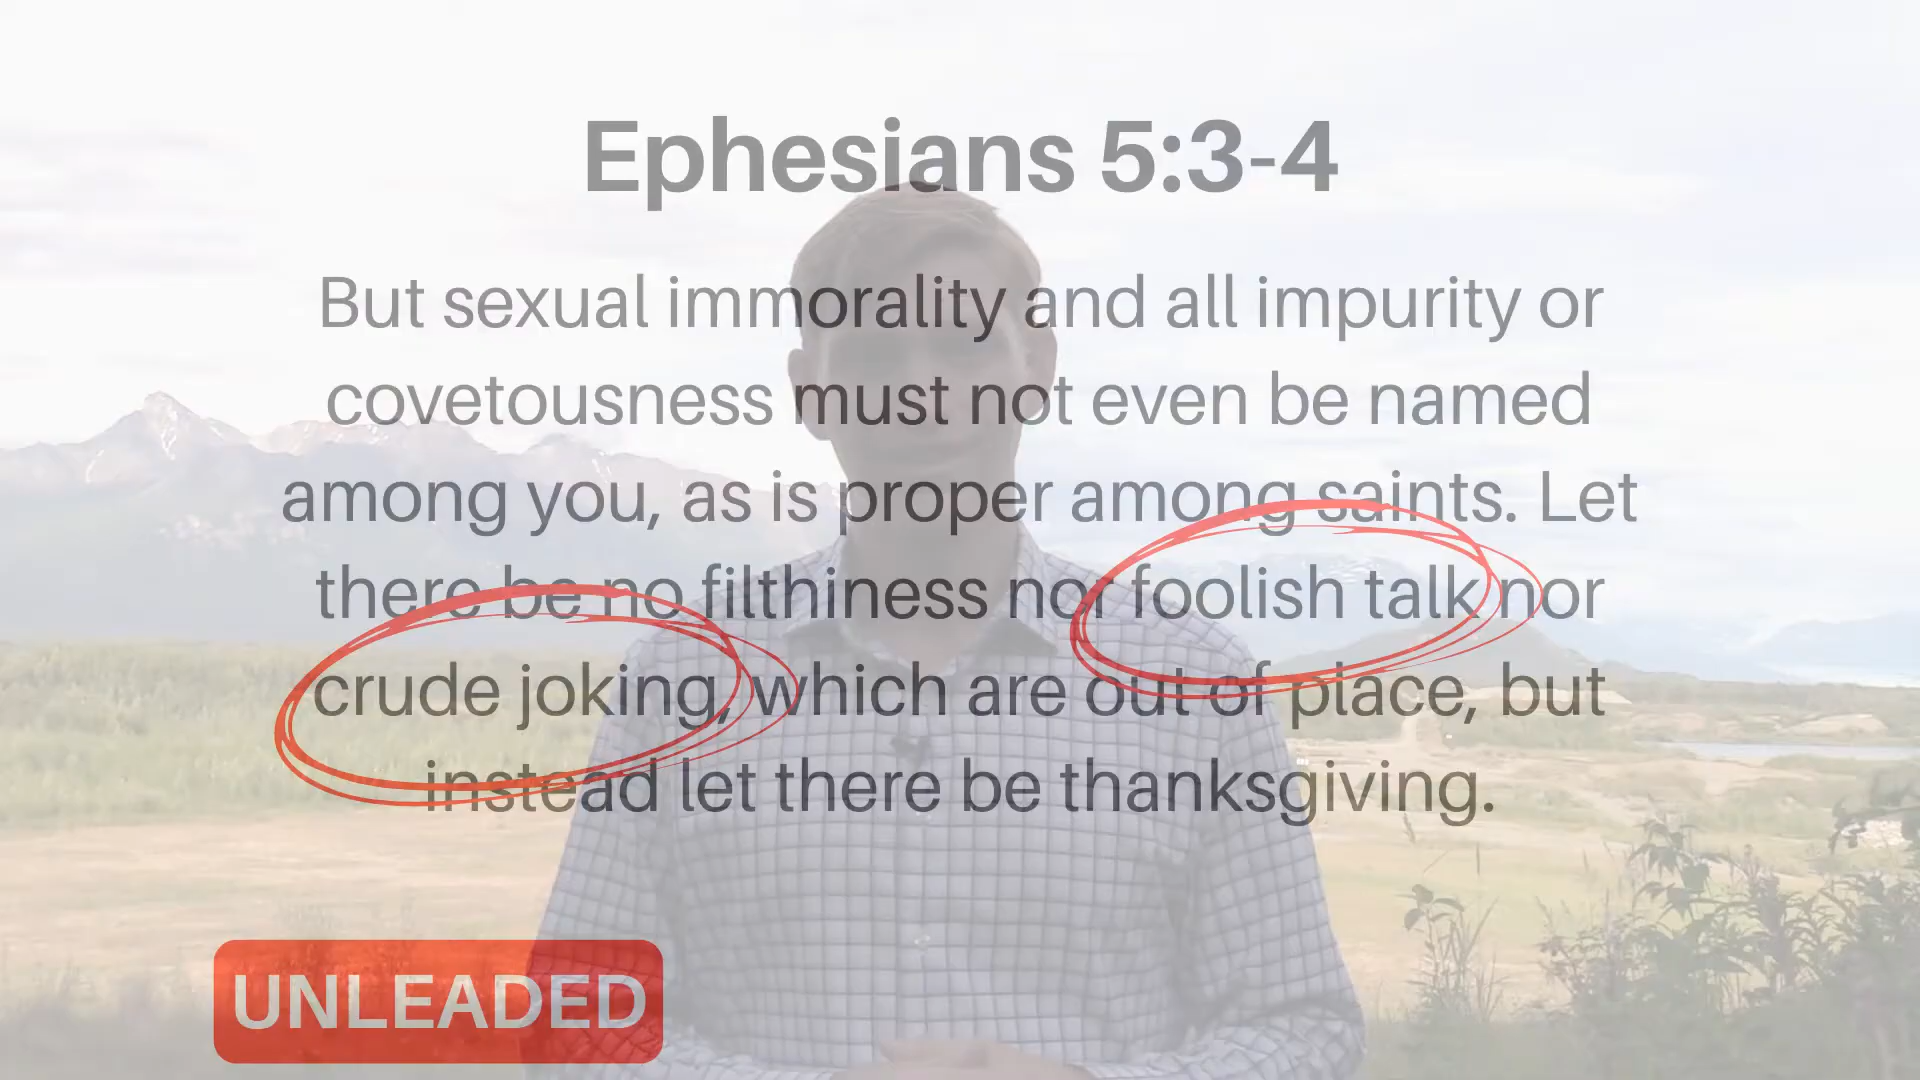 Ephesians 5:3-4
But sexual immorality and all impurity or
covetousness must not even be named
among you, as is proper among saints. Let
there be no filthiness nor foolish talk nor
crude joking, which are out of place, but
instead let there be thanksgiving.
UNLEADED